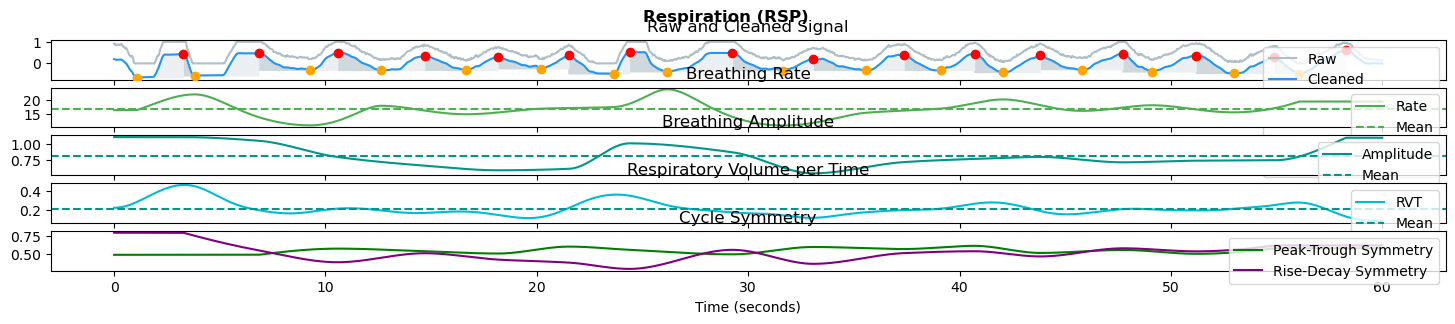 Respiration (RSP)
Raw and Cleaned Signal
1
0
Raw
Cleaned
Breathing Rate
20
15
Rate
Mean
Breathing Amplitude
1.00
0.75
Amplitude
Mean
Respiratory Volume per Time
0.4
0.2
RVT
Mean
Cycle Symmetry
0.75
0.50
Peak-Trough Symmetry
Rise-Decay Symmetry
0 10 20 30 40 50 60
Time (seconds)